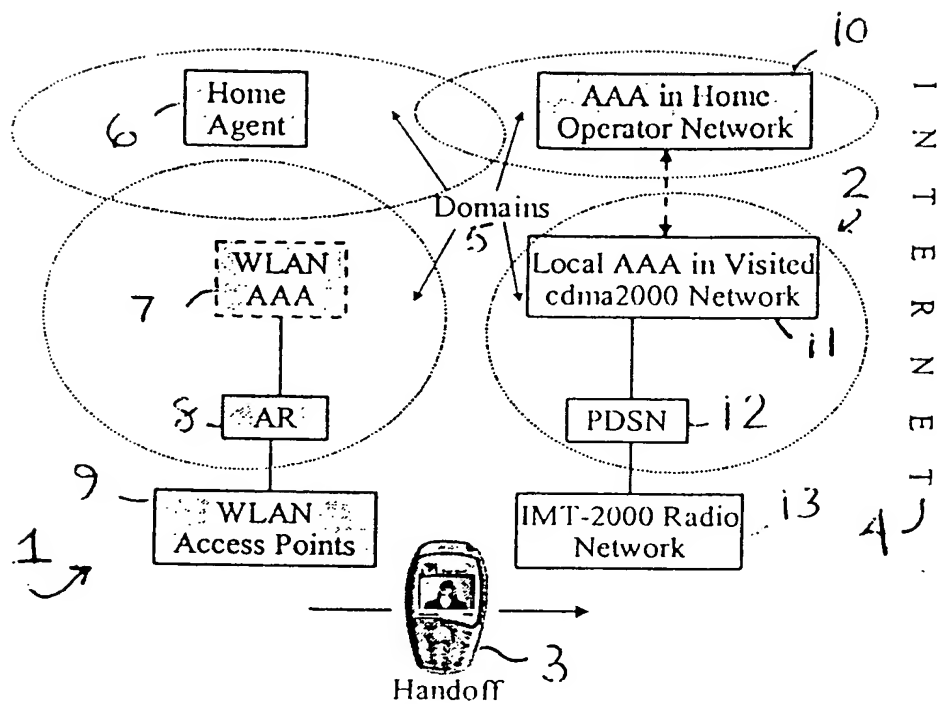 10
Home
Agent
6
AAA in Home
Operator Network
INTERNET
2
Domains
5
WLAN
AAA
7
Local AAA in Visited
cdma2000 Network
11
8
AR
PDSN
12
9
WLAN
Access Points
IMT-2000 Radio
Network
13
4
1
3
Handoff